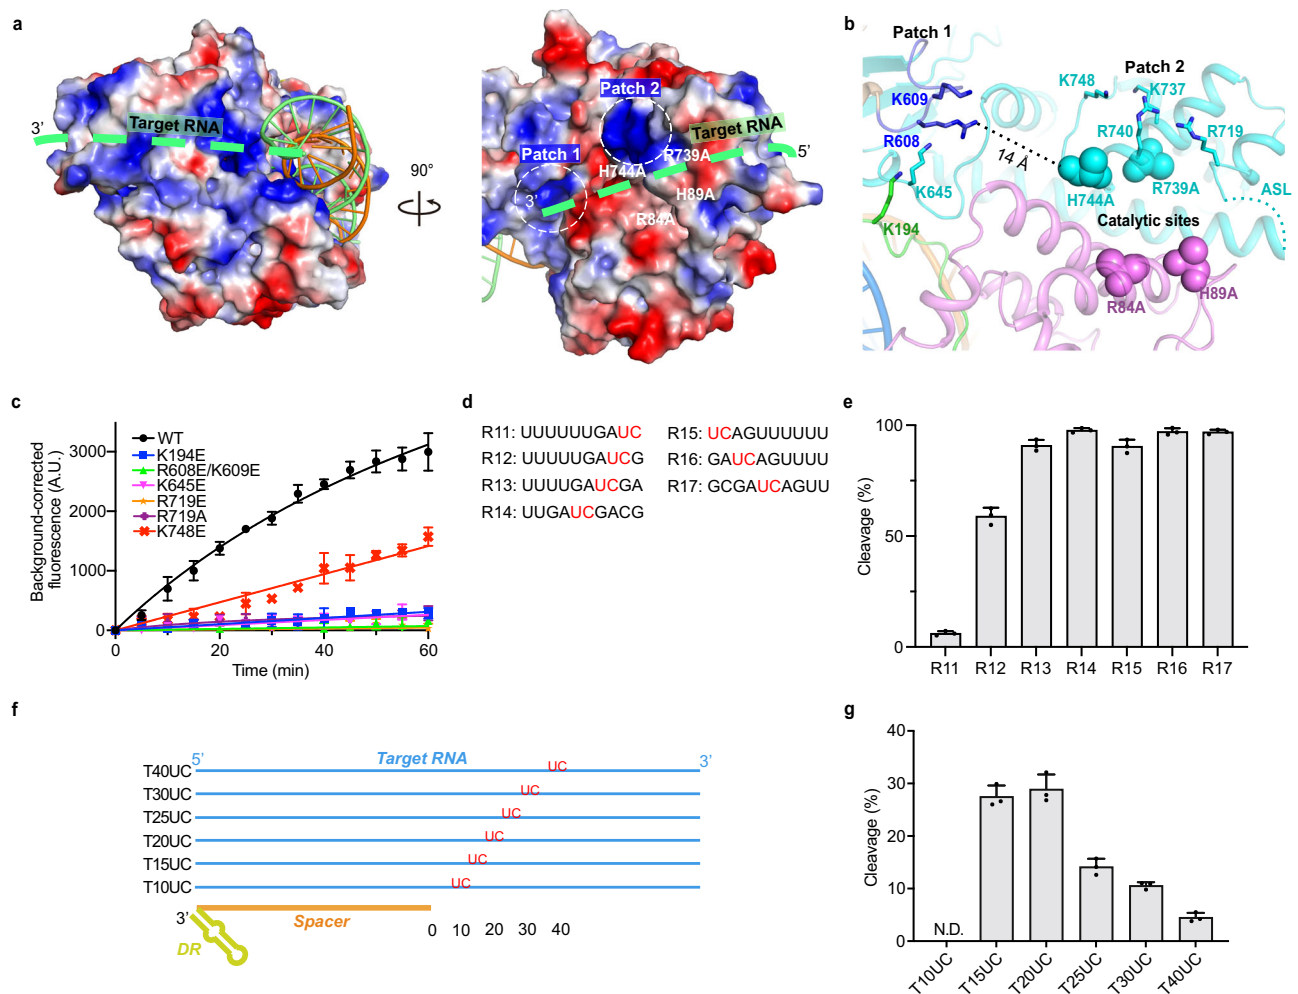 a
3’
Target RNA
90°
Patch 2
Target RNA
Patch 1
R739A
5’
H744A
H89A
3’
R84A
b
Patch 1
Patch 2
K748
K737
K609
R740
R719
R608
14 Å
K645
R739A
H744A
ASL
K194
Catalytic sites
R84A
H89A
c
Background-corrected
fluorescence (A.U.)
3000
2000
1000
0
WT
K194E
R608E/K609E
K645E
R719E
R719A
K748E
0 20 40 60
Time (min)
d
R11: UUUUUUGAUC
R12: UUUUUGAUCG
R13: UUUUGAUCGA
R14: UUGAUCGACG
R15: UCAGUUUUUU
R16: GAUCAGUUUU
R17: GCGAUCAGUU
e
Cleavage (%)
100
50
0
R11 R12 R13 R14 R15 R16 R17
f
5’ Target RNA 3’
T40UC UC
T30UC UC
T25UC UC
T20UC UC
T15UC UC
T10UC UC
3’ Spacer 0 10 20 30 40
DR
g
Cleavage (%)
40
30
20
10
0
N.D.
T10UC T15UC T20UC T25UC T30UC T40UC